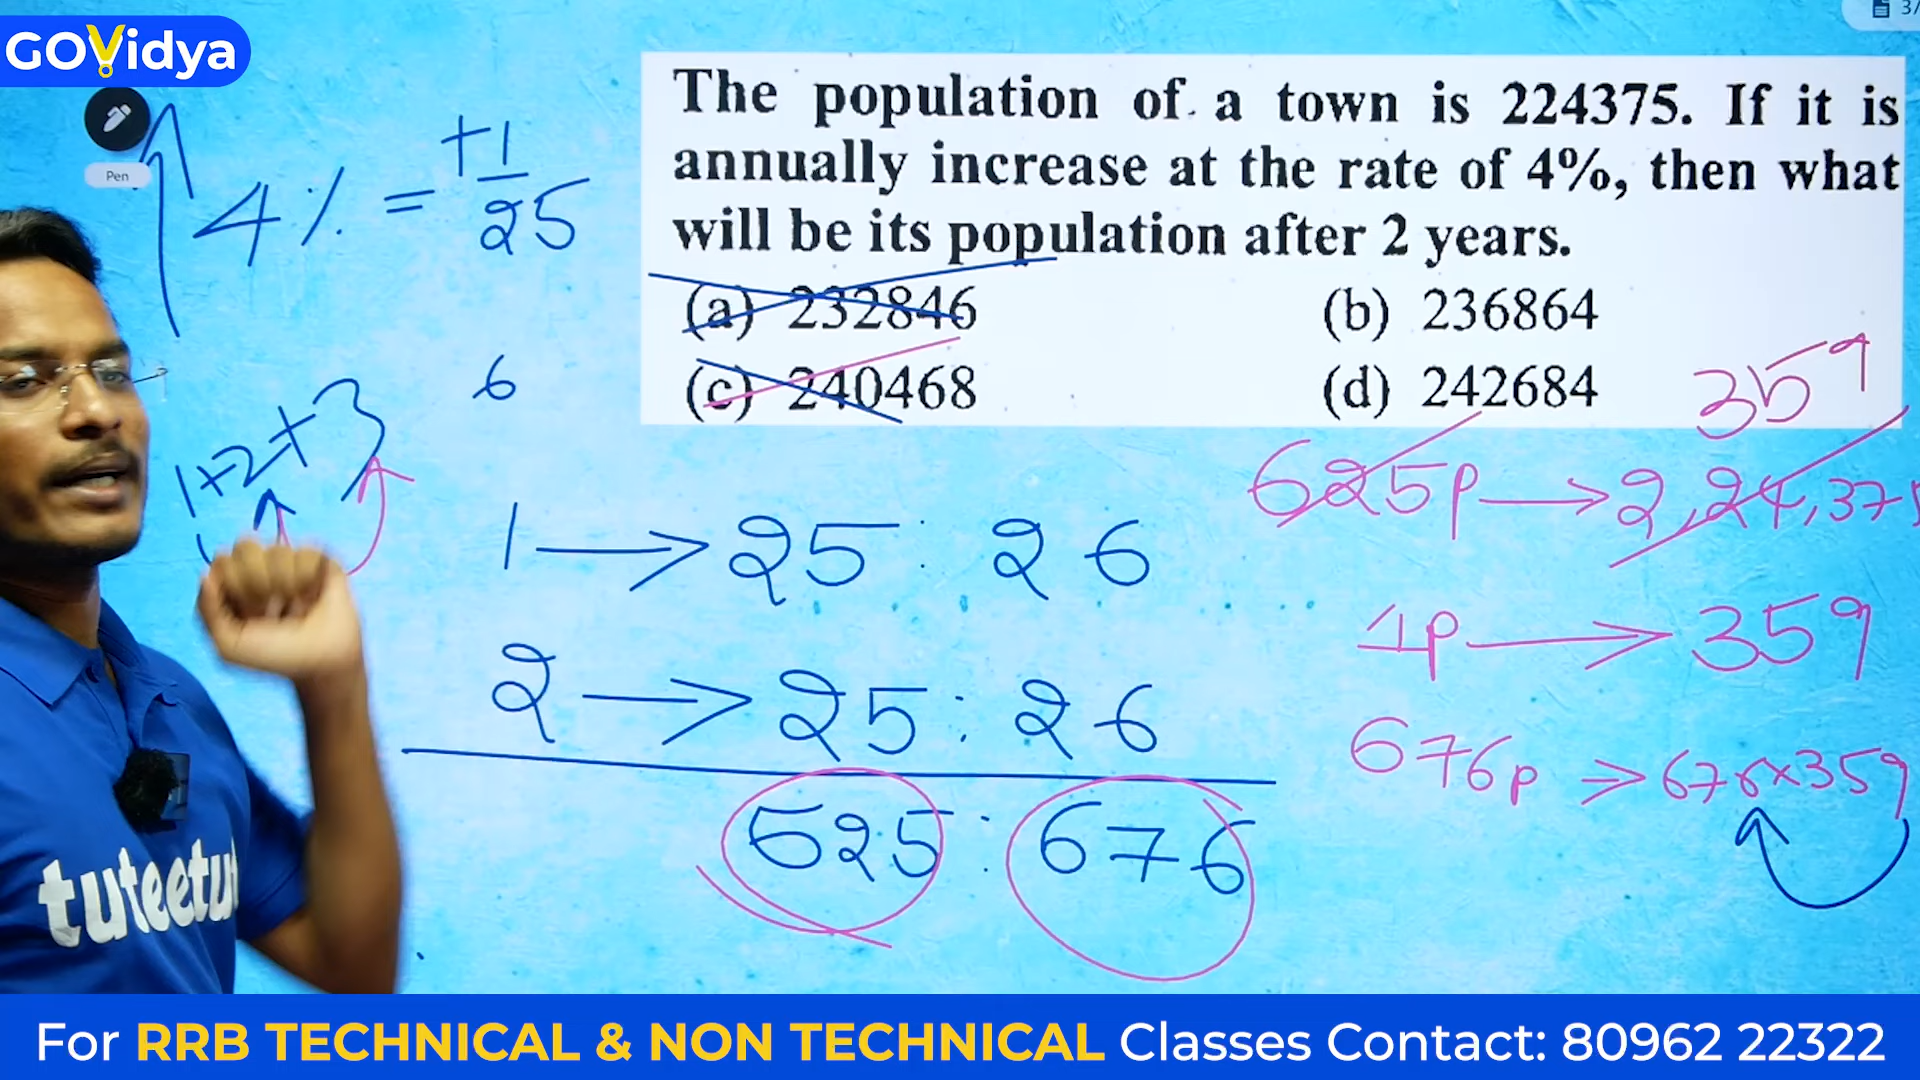 GOVidya
3/
Pen
4% = +1/25
The population of a town is 224375. If it is
annually increase at the rate of 4%, then what
will be its population after 2 years.
(a) 232846 (b) 236864
(c) 240468 (d) 242684
6
1+2+3
359
625p → 2,24,375
1 → 25 : 26
1p → 359
2 → 25 : 26
676p ⇒ 676×359
625 : 676
tuteetu
For RRB TECHNICAL & NON TECHNICAL Classes Contact: 80962 22322